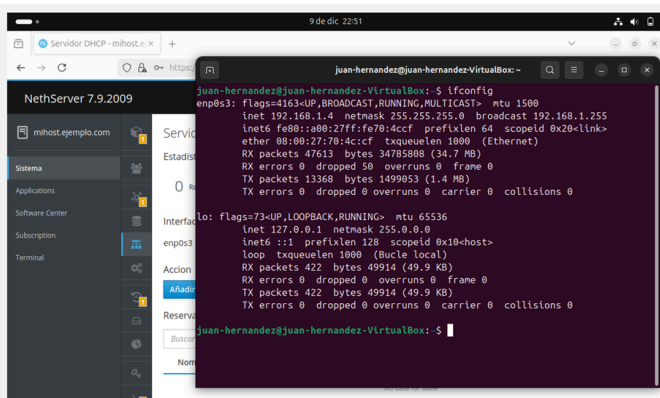 9 de dic 22:51
Servidor DHCP - mihost.ej
https:
NethServer 7.9.2009
mihost.ejemplo.com
Sistema
Applications
Software Center
Subscription
Terminal
Servic
Estadíst
0 Re
Interfac
enp0s3
Accion
Añadir
Reserva
Buscar
Nom
juan-hernandez@juan-hernandez-VirtualBox: ~
juan-hernandez@juan-hernandez-VirtualBox:~$ ifconfig
enp0s3: flags=4163<UP,BROADCAST,RUNNING,MULTICAST>  mtu 1500
inet 192.168.1.4  netmask 255.255.255.0  broadcast 192.168.1.255
inet6 fe80::a00:27ff:fe70:4ccf  prefixlen 64  scopeid 0x20<link>
ether 08:00:27:70:4c:cf  txqueuelen 1000  (Ethernet)
RX packets 47613  bytes 34785808 (34.7 MB)
RX errors 0  dropped 50  overruns 0  frame 0
TX packets 13368  bytes 1499053 (1.4 MB)
TX errors 0  dropped 0 overruns 0  carrier 0  collisions 0
lo: flags=73<UP,LOOPBACK,RUNNING>  mtu 65536
inet 127.0.0.1  netmask 255.0.0.0
inet6 ::1  prefixlen 128  scopeid 0x10<host>
loop  txqueuelen 1000  (Bucle local)
RX packets 422  bytes 49914 (49.9 KB)
RX errors 0  dropped 0  overruns 0  frame 0
TX packets 422  bytes 49914 (49.9 KB)
TX errors 0  dropped 0 overruns 0  carrier 0  collisions 0
juan-hernandez@juan-hernandez-VirtualBox:~$